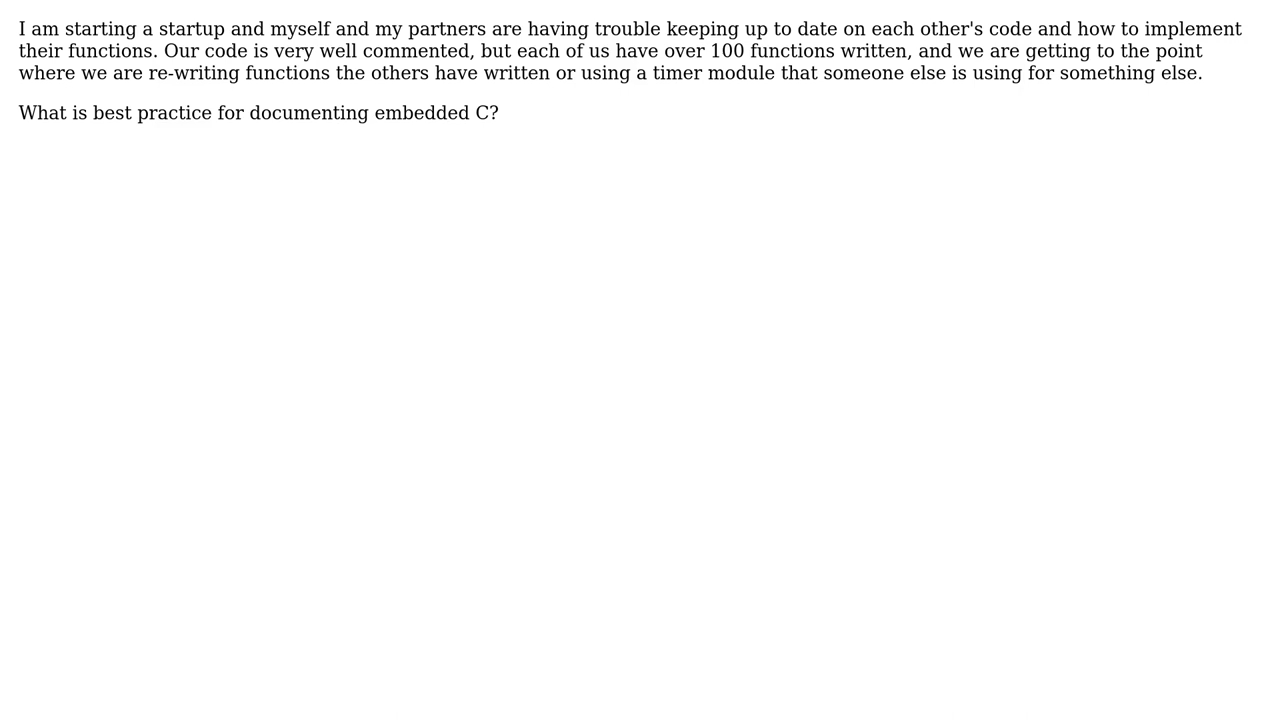 I am starting a startup and myself and my partners are having trouble keeping up to date on each other's code and how to implement
their functions. Our code is very well commented, but each of us have over 100 functions written, and we are getting to the point
where we are re-writing functions the others have written or using a timer module that someone else is using for something else.
What is best practice for documenting embedded C?